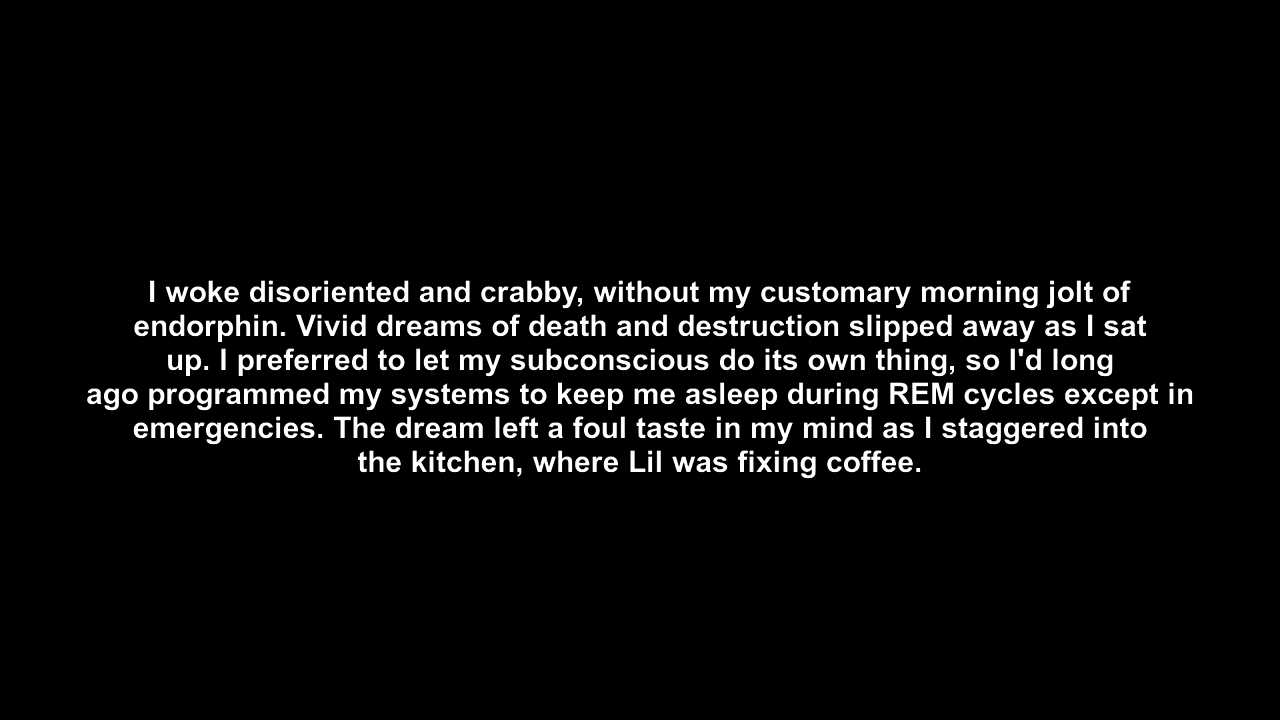 I woke disoriented and crabby, without my customary morning jolt of
endorphin. Vivid dreams of death and destruction slipped away as I sat
up. I preferred to let my subconscious do its own thing, so I'd long
ago programmed my systems to keep me asleep during REM cycles except in
emergencies. The dream left a foul taste in my mind as I staggered into
the kitchen, where Lil was fixing coffee.